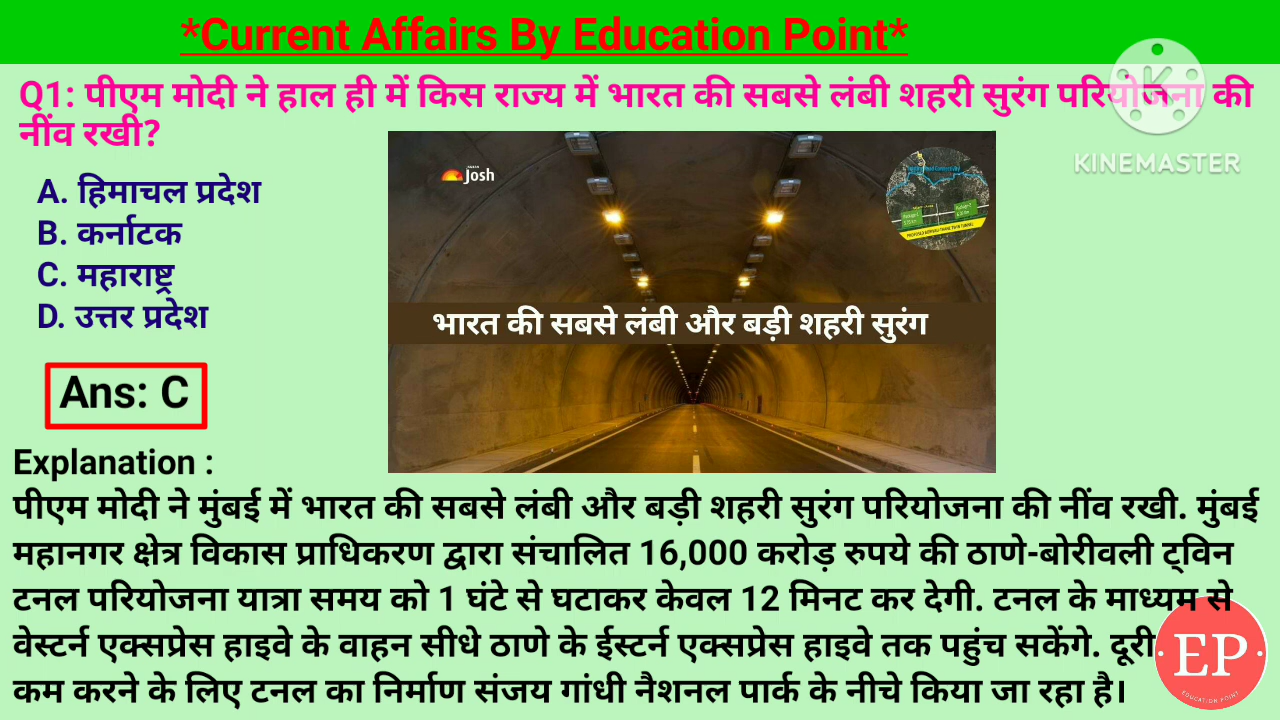 *Current Affairs By Education Point*
Q1: पीएम मोदी ने हाल ही में किस राज्य में भारत की सबसे लंबी शहरी सुरंग परियोजना की
नींव रखी?
KINEMASTER
A. हिमाचल प्रदेश
B. कर्नाटक
C. महाराष्ट्र
D. उत्तर प्रदेश
Josh
भारत की सबसे लंबी और बड़ी शहरी सुरंग
Ans: C
Explanation :
पीएम मोदी ने मुंबई में भारत की सबसे लंबी और बड़ी शहरी सुरंग परियोजना की नींव रखी. मुंबई
महानगर क्षेत्र विकास प्राधिकरण द्वारा संचालित 16,000 करोड़ रुपये की ठाणे-बोरीवली ट्विन
टनल परियोजना यात्रा समय को 1 घंटे से घटाकर केवल 12 मिनट कर देगी. टनल के माध्यम से
वेस्टर्न एक्सप्रेस हाइवे के वाहन सीधे ठाणे के ईस्टर्न एक्सप्रेस हाइवे तक पहुंच सकेंगे. दूरी
कम करने के लिए टनल का निर्माण संजय गांधी नैशनल पार्क के नीचे किया जा रहा है।
EP
EDUCATION POINT